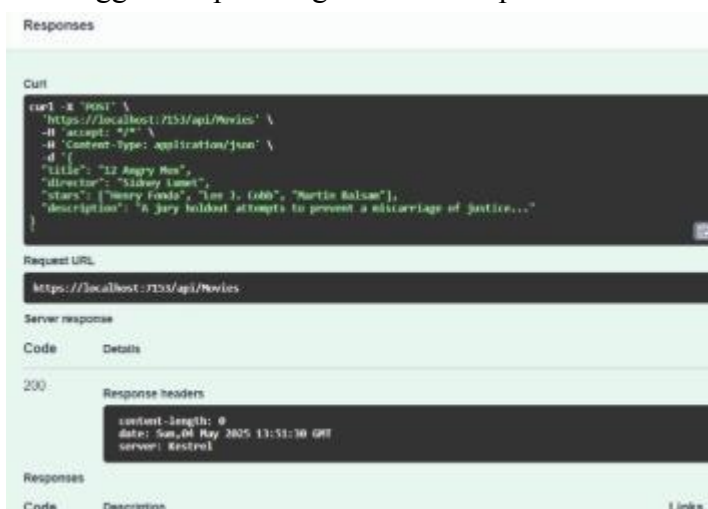 Responses
Curl
curl -X 'POST' \
'https://localhost:7153/api/Movies' \
-H 'accept: */*' \
-H 'Content-Type: application/json' \
-d '{
"title": "12 Angry Men",
"director": "Sidney Lumet",
"stars": ["Henry Fonda", "Lee J. Cobb", "Martin Balsam"],
"description": "A jury holdout attempts to prevent a miscarriage of justice..."
}
Request URL
https://localhost:7153/api/Movies
Server response
Code Details
200
Response headers
content-length: 0
date: Sun,04 May 2025 13:51:30 GMT
server: Kestrel
Responses
Code Description Links